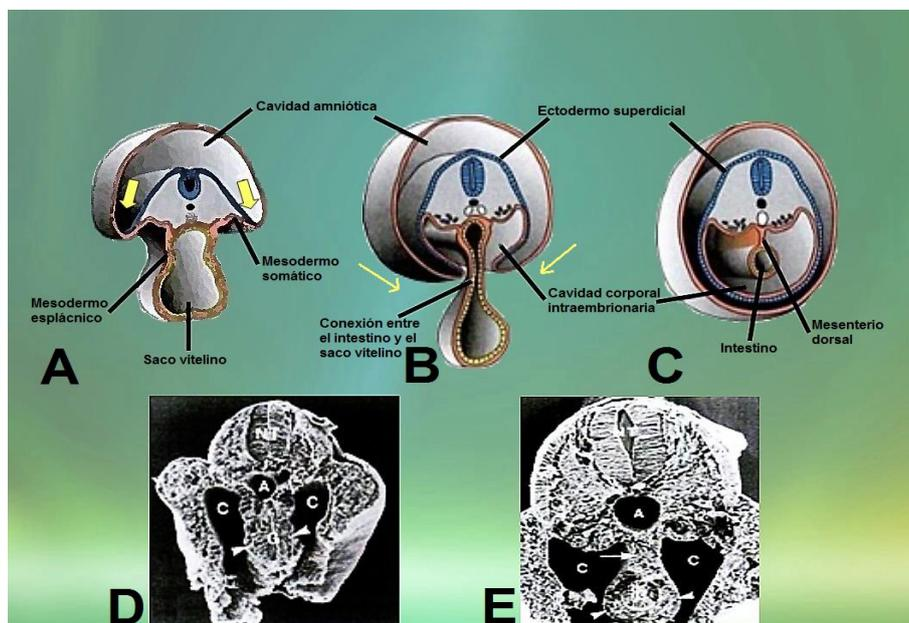 Cavidad amniótica
Ectodermo superdicial
Mesodermo
somático
Mesodermo
esplácnico
Saco vitelino
A
Conexión entre
el intestino y el
saco vitelino
B
Cavidad corporal
intraembrionaria
Mesenterio
dorsal
Intestino
C
NT
A
C
C
G
D
A
C
C
E